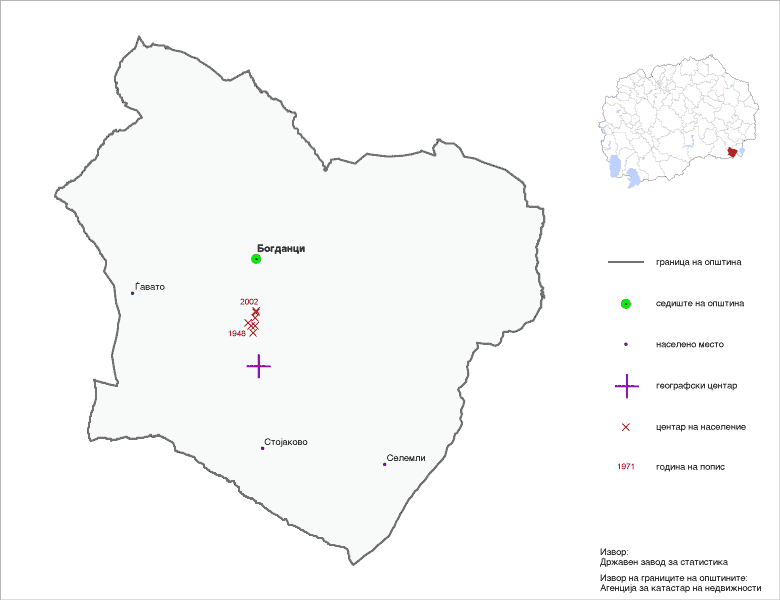 Богданци
Ѓавато
2002
1948
Стојаково
Селемли
граница на општина
седиште на општина
населено место
географски центар
центар на население
1971 година на попис
Извор:
Државен завод за статистика
Извор на границите на општините:
Агенција за катастар на недвижности